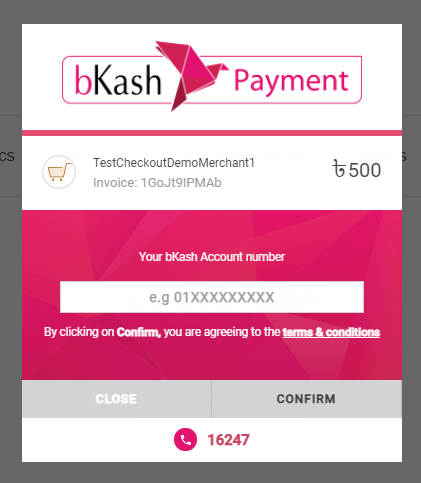 bKash Payment
TestCheckoutDemoMerchant1
Invoice: 1GoJt9IPMAb
৳500
Your bKash Account number
e.g 01XXXXXXXXX
By clicking on Confirm, you are agreeing to the terms & conditions
CLOSE
CONFIRM
16247